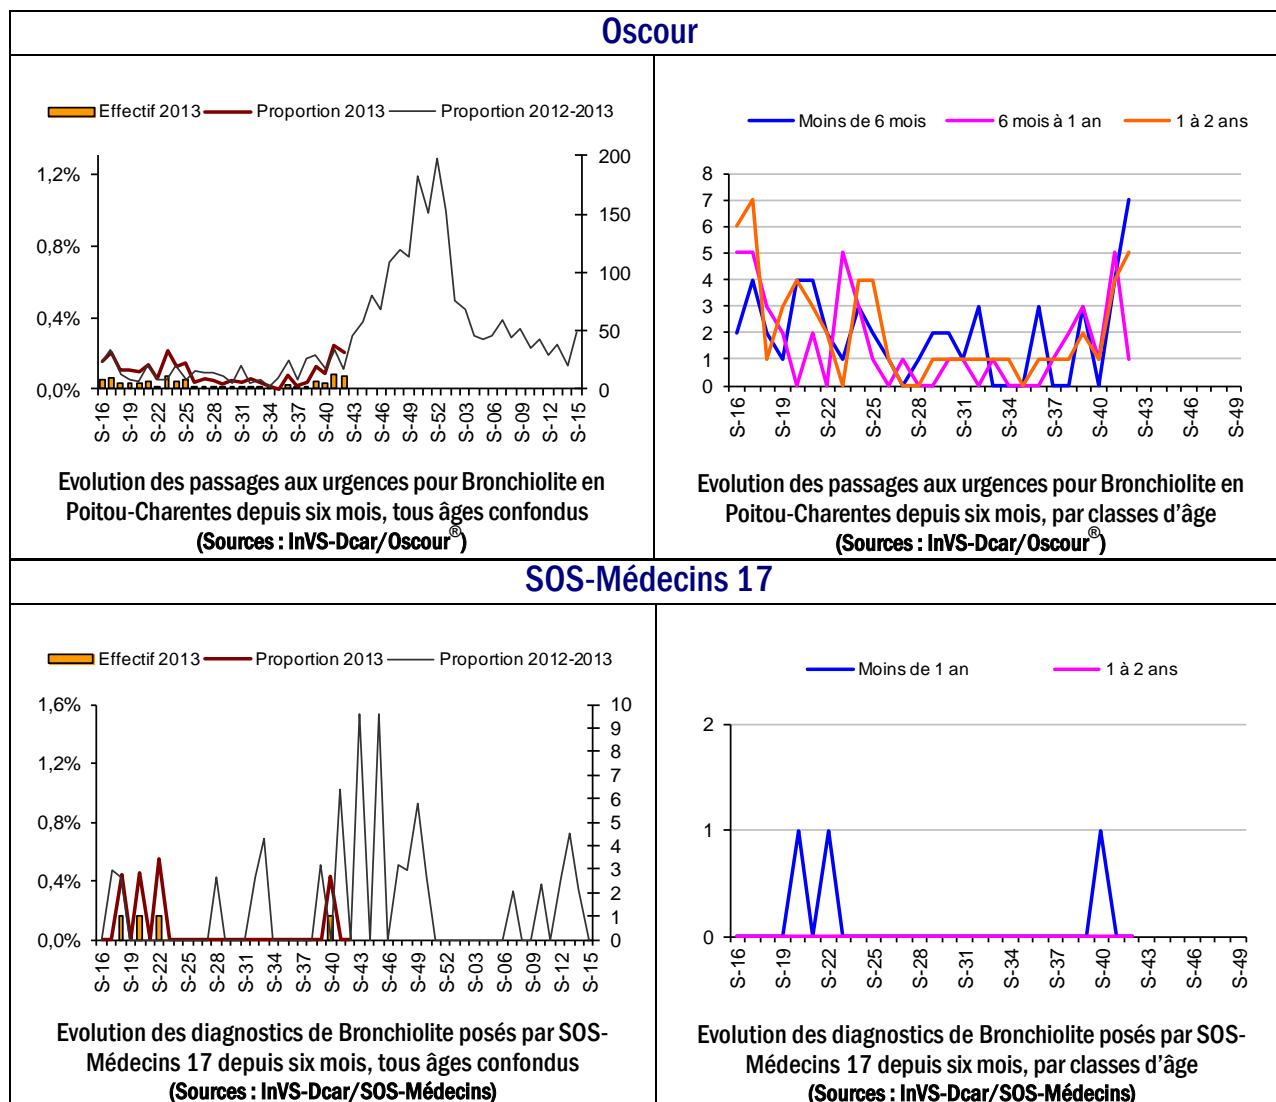 Oscour
Effectif 2013 Proportion 2013 Proportion 2012-2013
1,2%
0,8%
0,4%
0,0%
200
150
100
50
0
S-16 S-19 S-22 S-25 S-28 S-31 S-34 S-37 S-40 S-43 S-46 S-49 S-52 S-03 S-06 S-09 S-12 S-15
Evolution des passages aux urgences pour Bronchiolite en
Poitou-Charentes depuis six mois, tous âges confondus
(Sources : InVS-Dcar/Oscour®)
Moins de 6 mois 6 mois à 1 an 1 à 2 ans
8
7
6
5
4
3
2
1
0
S-16 S-19 S-22 S-25 S-28 S-31 S-34 S-37 S-40 S-43 S-46 S-49
Evolution des passages aux urgences pour Bronchiolite en
Poitou-Charentes depuis six mois, par classes d’âge
(Sources : InVS-Dcar/Oscour®)
SOS-Médecins 17
Effectif 2013 Proportion 2013 Proportion 2012-2013
1,6%
1,2%
0,8%
0,4%
0,0%
10
9
8
7
6
5
4
3
2
1
0
S-16 S-19 S-22 S-25 S-28 S-31 S-34 S-37 S-40 S-43 S-46 S-49 S-52 S-03 S-06 S-09 S-12 S-15
Evolution des diagnostics de Bronchiolite posés par SOS-
Médecins 17 depuis six mois, tous âges confondus
(Sources : InVS-Dcar/SOS-Médecins)
Moins de 1 an 1 à 2 ans
2
1
0
S-16 S-19 S-22 S-25 S-28 S-31 S-34 S-37 S-40 S-43 S-46 S-49
Evolution des diagnostics de Bronchiolite posés par SOS-
Médecins 17 depuis six mois, par classes d’âge
(Sources : InVS-Dcar/SOS-Médecins)